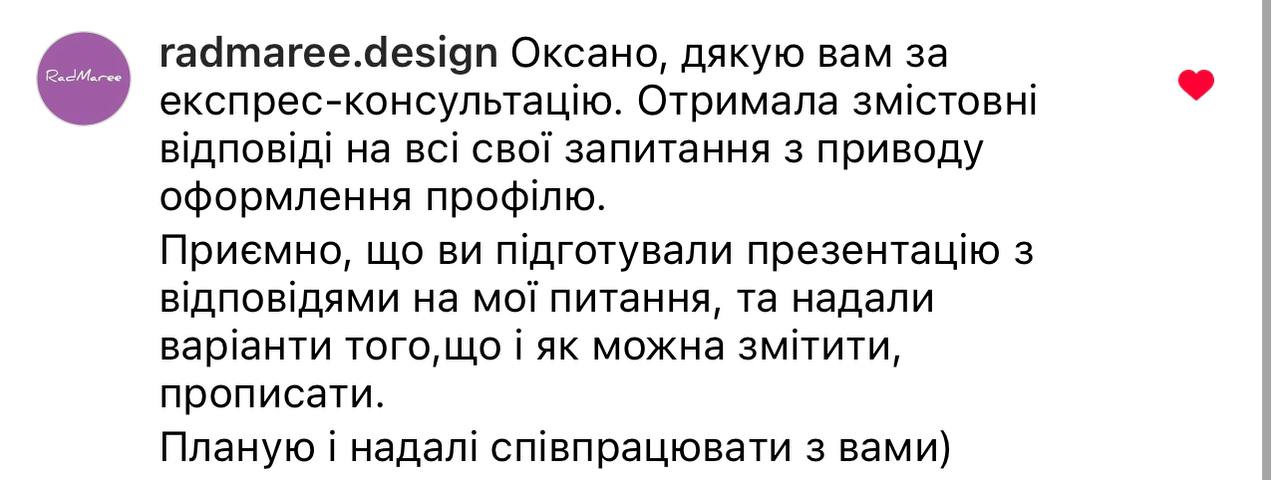 RadMaree
radmaree.design Оксано, дякую вам за
експрес-консультацію. Отримала змістовні
відповіді на всі свої запитання з приводу
оформлення профілю.
Приємно, що ви підготували презентацію з
відповідями на мої питання, та надали
варіанти того,що і як можна змітити,
прописати.
Планую і надалі співпрацювати з вами)